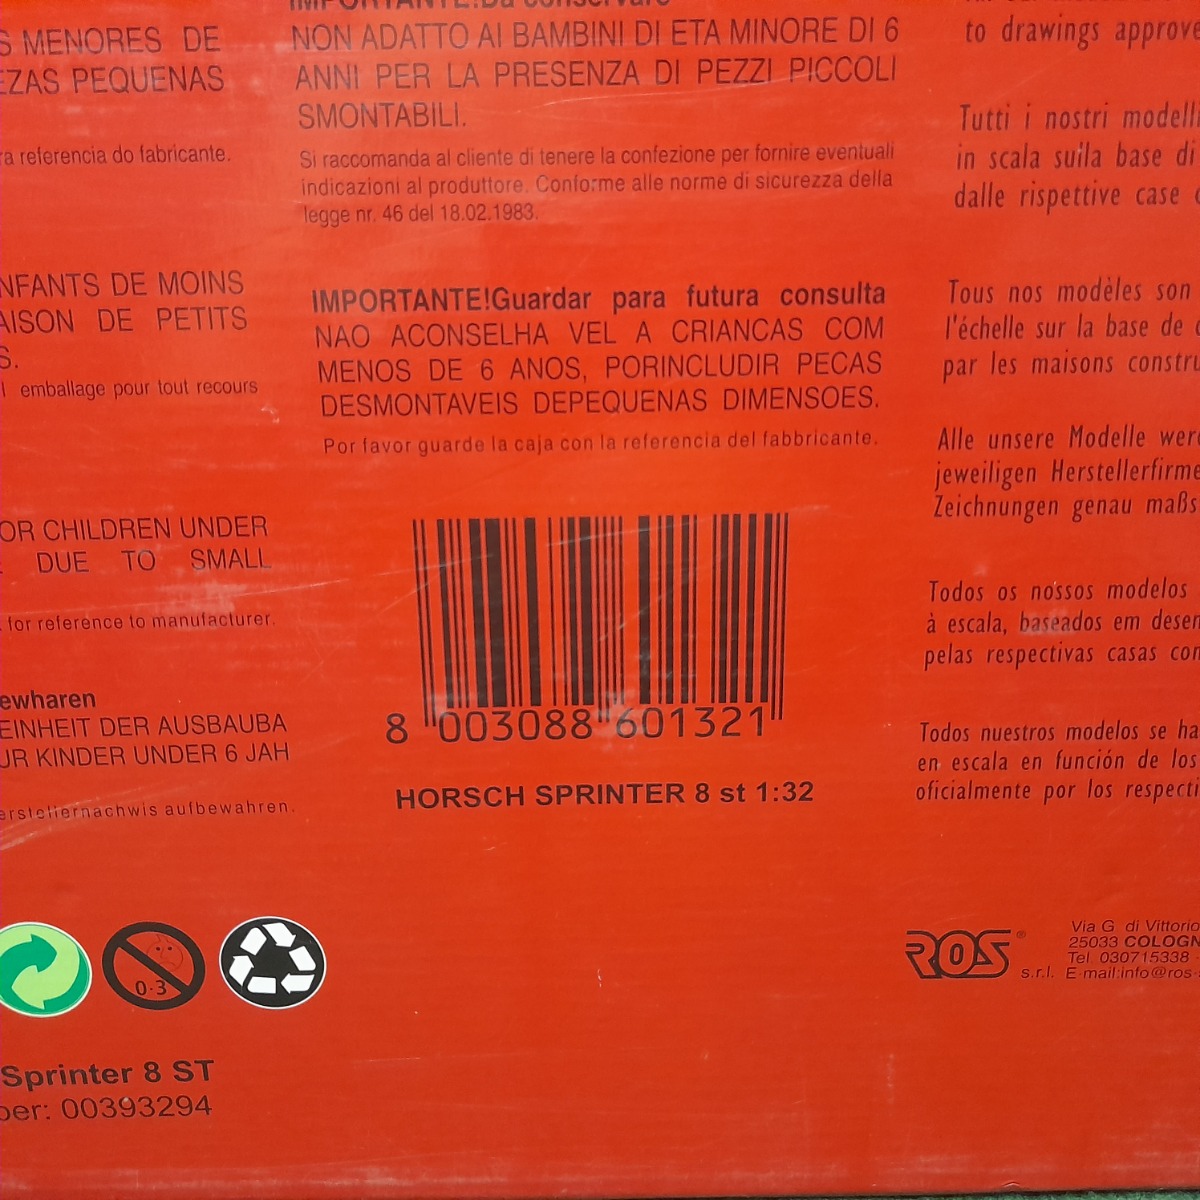 S MENORES DE
EZAS PEQUENAS
ra referencia do fabricante.
NFANTS DE MOINS
AISON DE PETITS
S.
l emballage pour tout recours
OR CHILDREN UNDER
DUE TO SMALL
for reference to manufacturer.
ewharen
EINHEIT DER AUSBAUBA
UR KINDER UNDER 6 JAH
erstellernachwis aufbewahren.
IMPORTANTE!Da conservare
NON ADATTO AI BAMBINI DI ETA MINORE DI 6
ANNI PER LA PRESENZA DI PEZZI PICCOLI
SMONTABILI.
Si raccomanda al cliente di tenere la confezione per fornire eventuali
indicazioni al produttore. Conforme alle norme di sicurezza della
legge nr. 46 del 18.02.1983.
IMPORTANTE!Guardar para futura consulta
NAO ACONSELHA VEL A CRIANCAS COM
MENOS DE 6 ANOS, PORINCLUDIR PECAS
DESMONTAVEIS DEPEQUENAS DIMENSOES.
Por favor guarde la caja con la referencia del fabbricante.
8 003088 601321
HORSCH SPRINTER 8 st 1:32
to drawings approve
Tutti i nostri modelli
in scala sulla base di
dalle rispettive case c
Tous nos modèles son
l'échelle sur la base de
par les maisons constru
Alle unsere Modelle were
jeweiligen Herstellerfirme
Zeichnungen genau maßs
Todos os nossos modelos
à escala, baseados em desen
pelas respectivas casas con
Todos nuestros modelos se ha
en escala en función de los
oficialmente por los respecti
0-3
ROS® s.r.l.
Via G di Vittorio
25033 COLOGN
Tel. 030715338 -
E-mail:info@ros-
Sprinter 8 ST
ber: 00393294